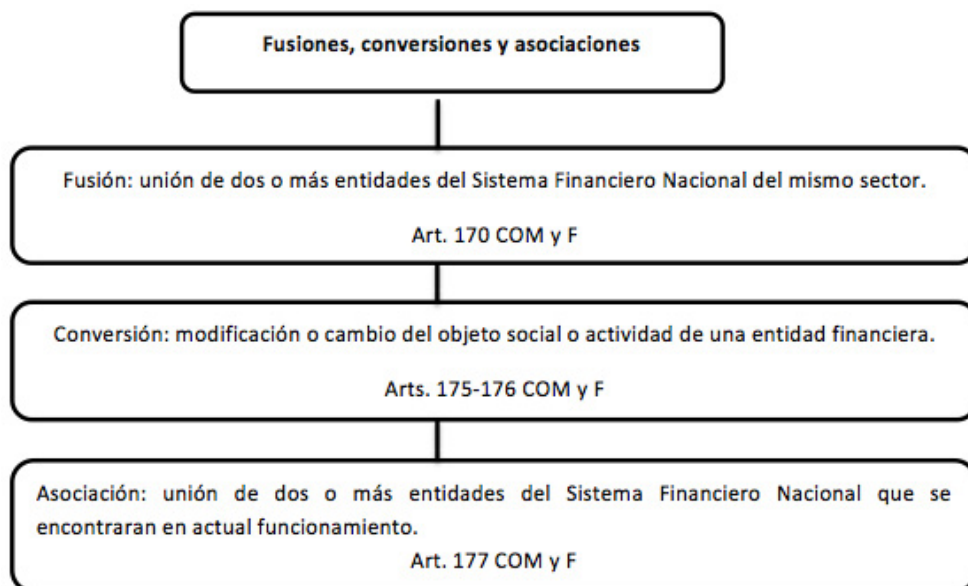 Fusiones, conversiones y asociaciones
Fusión: unión de dos o más entidades del Sistema Financiero Nacional del mismo sector.
Art. 170 COM y F
Conversión: modificación o cambio del objeto social o actividad de una entidad financiera.
Arts. 175-176 COM y F
Asociación: unión de dos o más entidades del Sistema Financiero Nacional que se
encontraran en actual funcionamiento.
Art. 177 COM y F